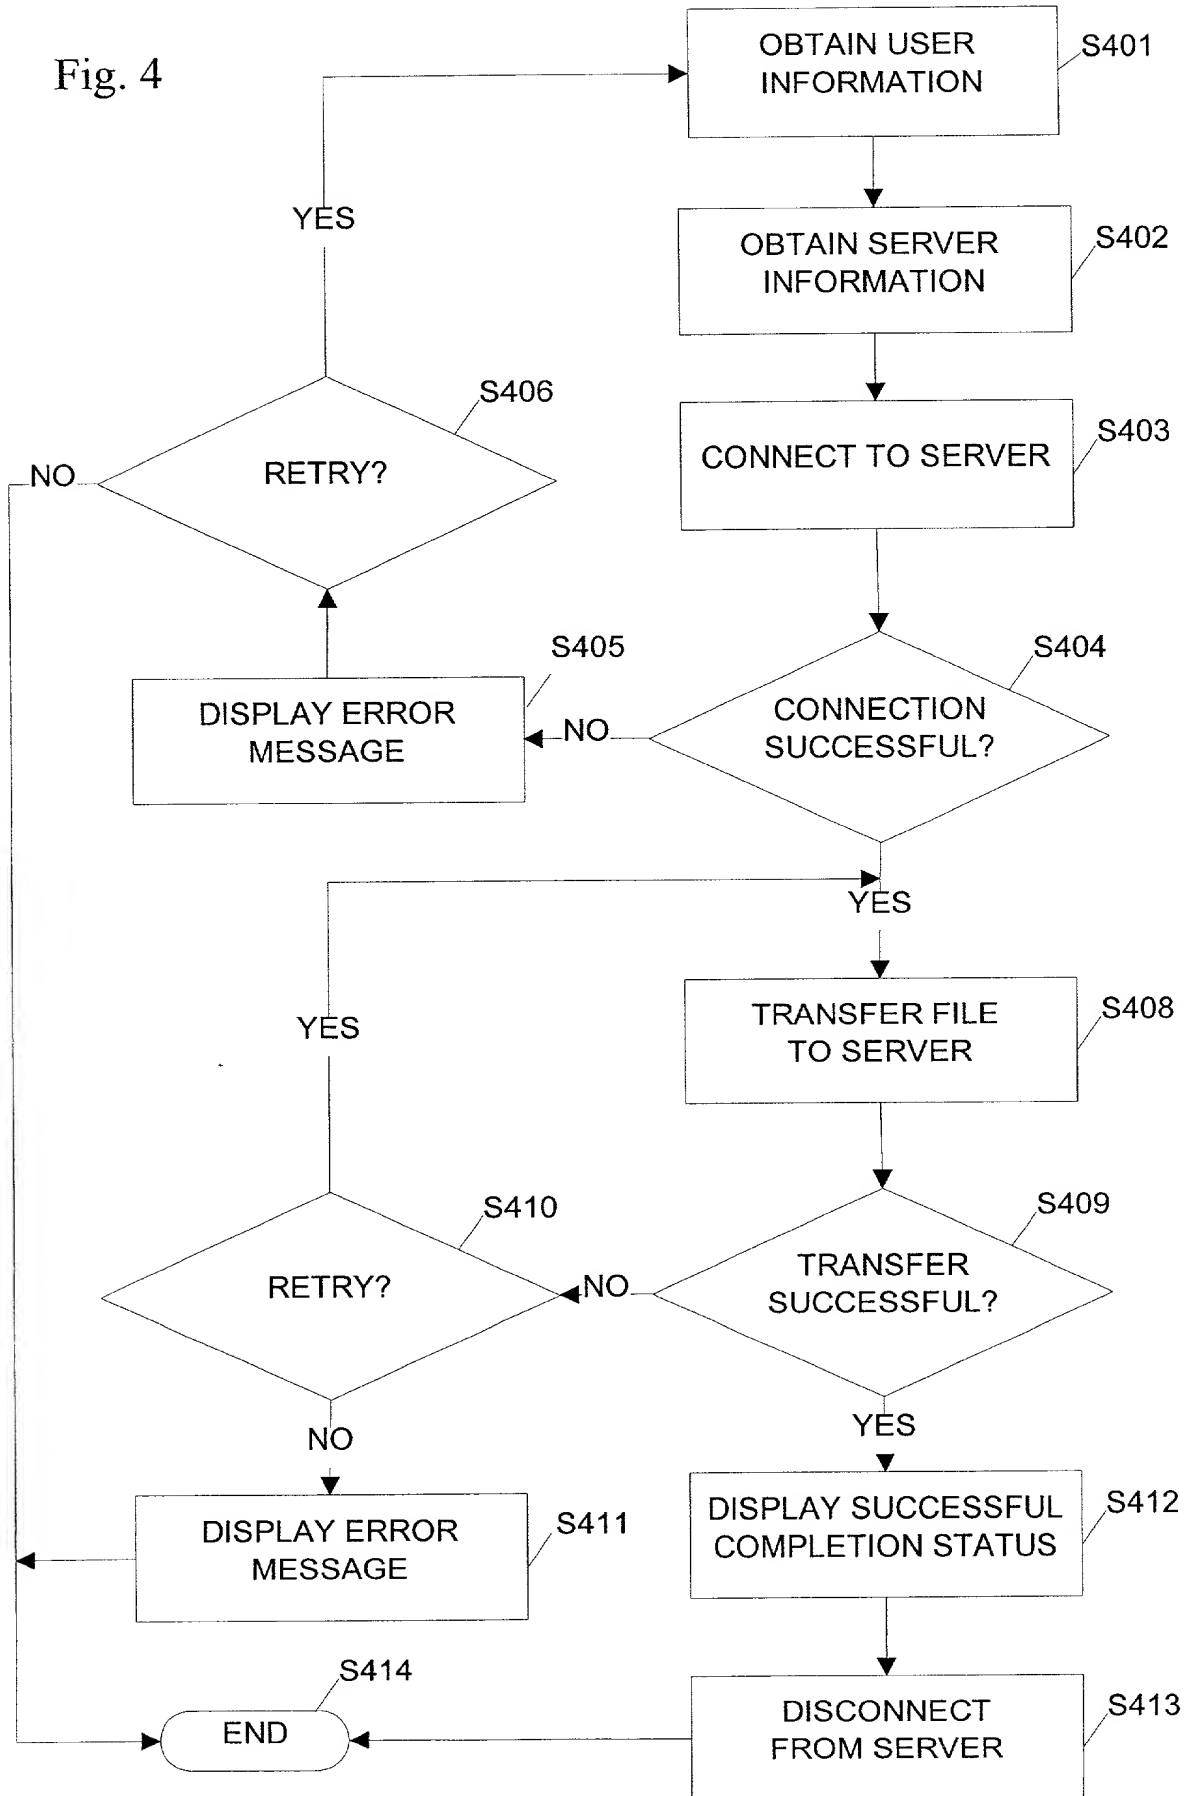 Fig. 4
OBTAIN USER
INFORMATION
S401
YES
OBTAIN SERVER
INFORMATION
S402
S406
RETRY?
NO
CONNECT TO SERVER
S403
S405
DISPLAY ERROR
MESSAGE
NO
S404
CONNECTION
SUCCESSFUL?
YES
YES
TRANSFER FILE
TO SERVER
S408
S410
RETRY?
NO
S409
TRANSFER
SUCCESSFUL?
NO
YES
DISPLAY ERROR
MESSAGE
S411
DISPLAY SUCCESSFUL
COMPLETION STATUS
S412
S414
END
DISCONNECT
FROM SERVER
S413